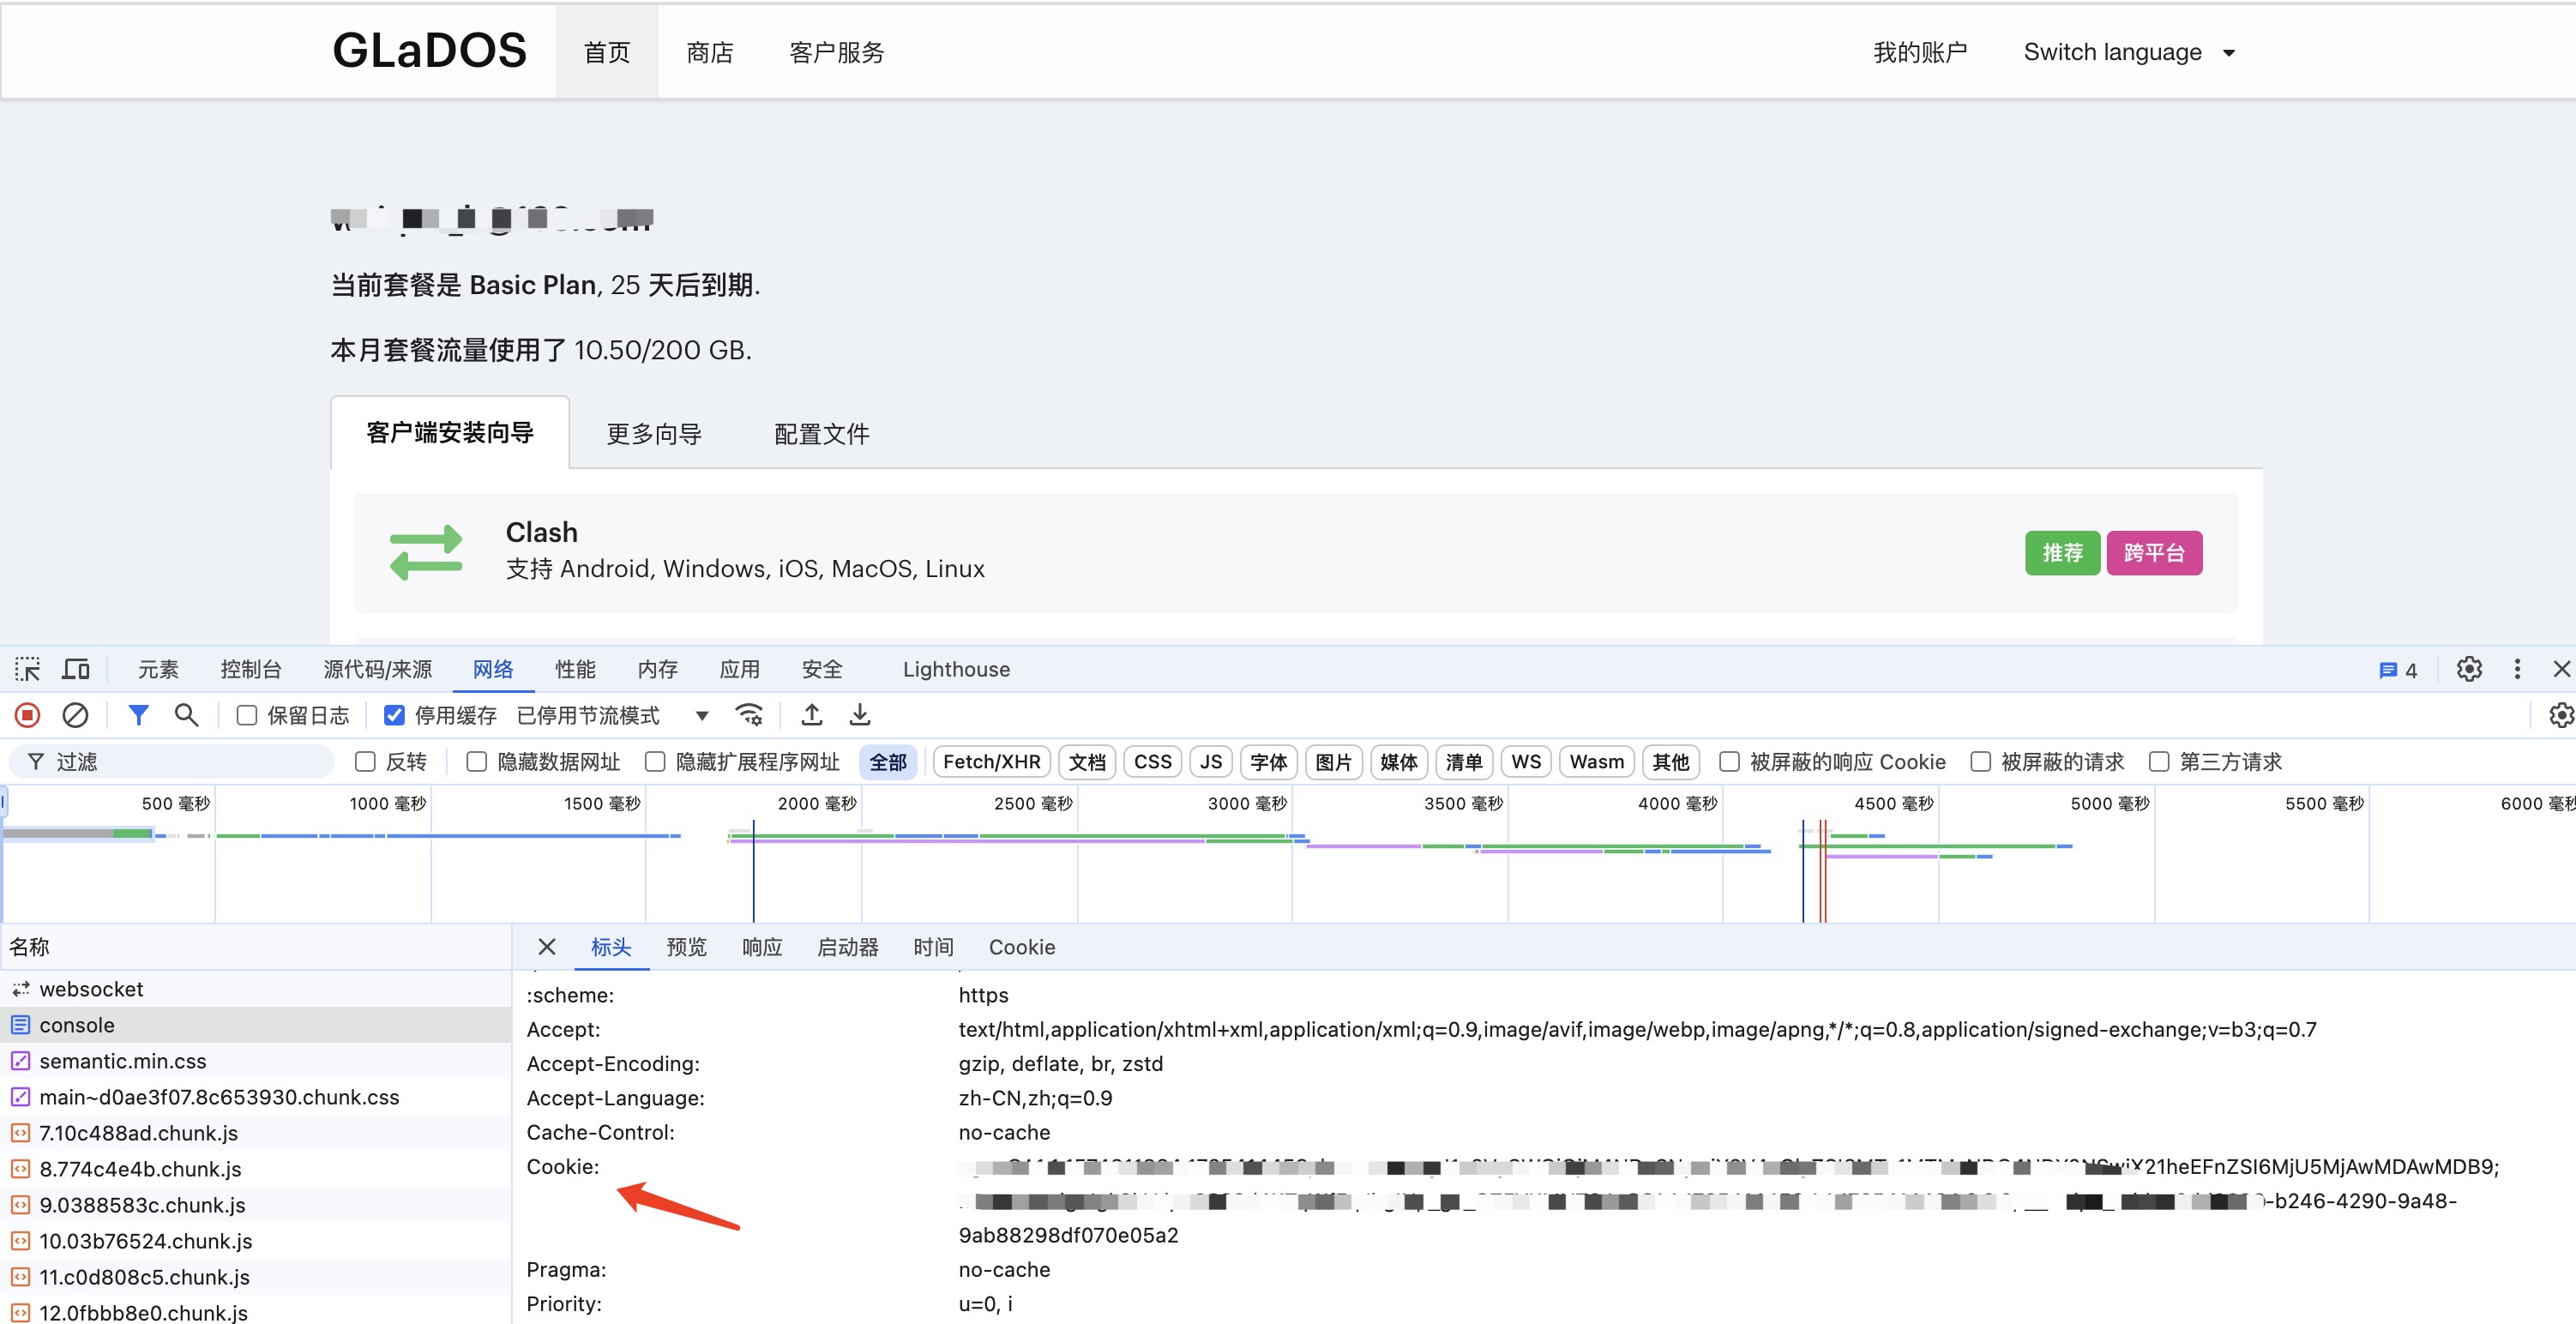 GLaDOS 首页 商店 客户服务 我的账户 Switch language
当前套餐是 Basic Plan, 25 天后到期.
本月套餐流量使用了 10.50/200 GB.
客户端安装向导 更多向导 配置文件
Clash
支持 Android, Windows, iOS, MacOS, Linux
推荐 跨平台
元素 控制台 源代码/来源 网络 性能 内存 应用 安全 Lighthouse 4
保留日志 停用缓存 已停用节流模式
过滤 反转 隐藏数据网址 隐藏扩展程序网址 全部 Fetch/XHR 文档 CSS JS 字体 图片 媒体 清单 WS Wasm 其他 被屏蔽的响应 Cookie 被屏蔽的请求 第三方请求
500 毫秒 1000 毫秒 1500 毫秒 2000 毫秒 2500 毫秒 3000 毫秒 3500 毫秒 4000 毫秒 4500 毫秒 5000 毫秒 5500 毫秒 6000 毫秒
名称
websocket
console
semantic.min.css
main~d0ae3f07.8c653930.chunk.css
7.10c488ad.chunk.js
8.774c4e4b.chunk.js
9.0388583c.chunk.js
10.03b76524.chunk.js
11.c0d808c5.chunk.js
12.0fbbb8e0.chunk.js
标头 预览 响应 启动器 时间 Cookie
:scheme: https
Accept: text/html,application/xhtml+xml,application/xml;q=0.9,image/avif,image/webp,image/apng,*/*;q=0.8,application/signed-exchange;v=b3;q=0.7
Accept-Encoding: gzip, deflate, br, zstd
Accept-Language: zh-CN,zh;q=0.9
Cache-Control: no-cache
Cookie: X21heEFnZSI6MjU5MjAwMDAwMDB9;
-b246-4290-9a48-
9ab88298df070e05a2
Pragma: no-cache
Priority: u=0, i